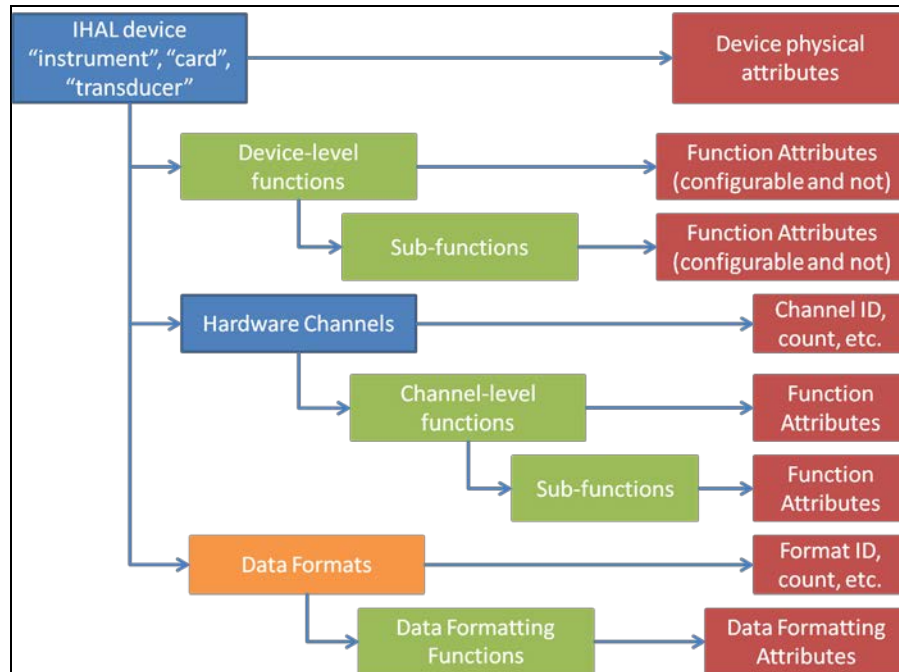 IHAL device
“instrument”, “card”,
“transducer”
Device physical
attributes
Device-level
functions
Function Attributes
(configurable and not)
Sub-functions
Function Attributes
(configurable and not)
Hardware Channels
Channel ID,
count, etc.
Channel-level
functions
Function
Attributes
Sub-functions
Function
Attributes
Data Formats
Format ID,
count, etc.
Data Formatting
Functions
Data Formatting
Attributes